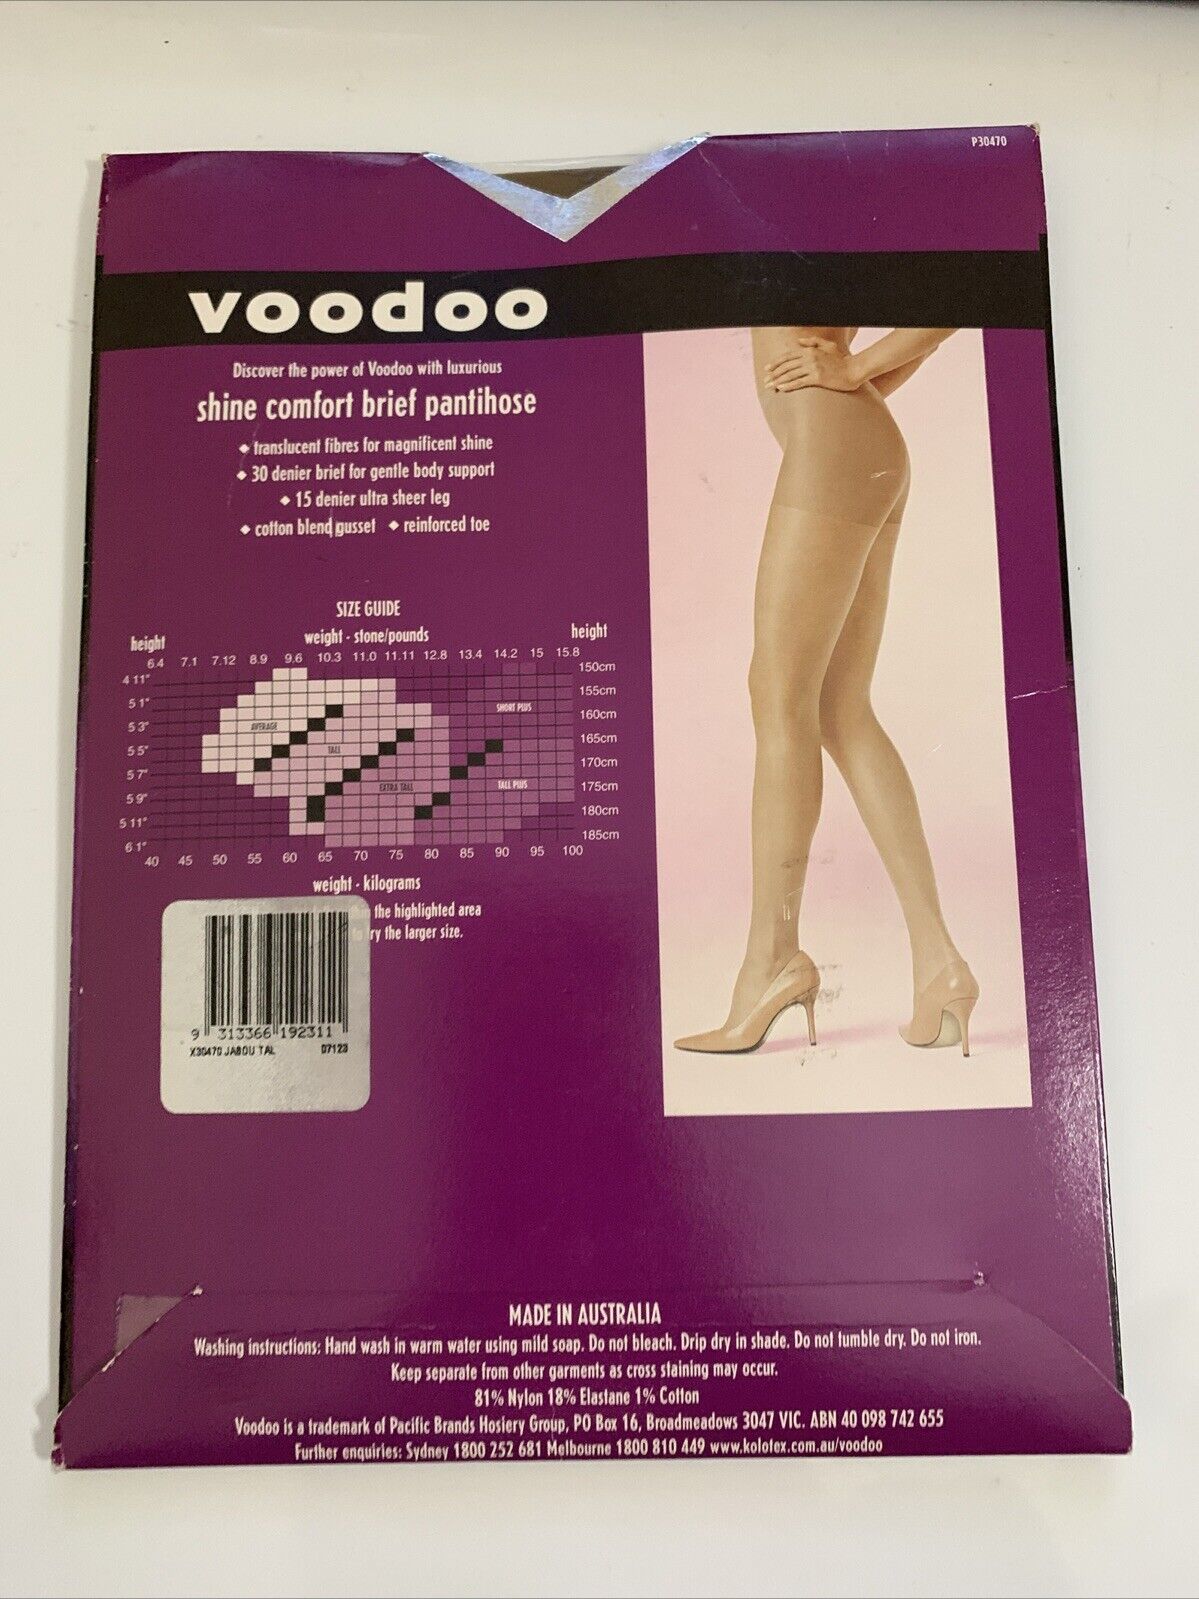 P30470
voodoo
Discover the power of Voodoo with luxurious
shine comfort brief pantihose
◆ translucent fibres for magnificent shine
◆ 30 denier brief for gentle body support
◆ 15 denier ultra sheer leg
◆ cotton blend gusset ◆ reinforced toe
SIZE GUIDE
weight - stone/pounds
height height
6.4 7.1 7.12 8.9 9.6 10.3 11.0 11.11 12.8 13.4 14.2 15 15.8
4 11" 150cm
5 1" 155cm
5 3" 160cm
5 5" 165cm
5 7" 170cm
5 9" 175cm
5 11" 180cm
6 1" 185cm
AVERAGE
TALL
EXTRA TALL
SHORT PLUS
TALL PLUS
40 45 50 55 60 65 70 75 80 85 90 95 100
weight - kilograms
the highlighted area
ry the larger size.
9 313366 192311
X30470 JABOU TAL 07123
MADE IN AUSTRALIA
Washing instructions: Hand wash in warm water using mild soap. Do not bleach. Drip dry in shade. Do not tumble dry. Do not iron.
Keep separate from other garments as cross staining may occur.
81% Nylon 18% Elastane 1% Cotton
Voodoo is a trademark of Pacific Brands Hosiery Group, PO Box 16, Broadmeadows 3047 VIC. ABN 40 098 742 655
Further enquiries: Sydney 1800 252 681 Melbourne 1800 810 449 www.kolotex.com.au/voodoo